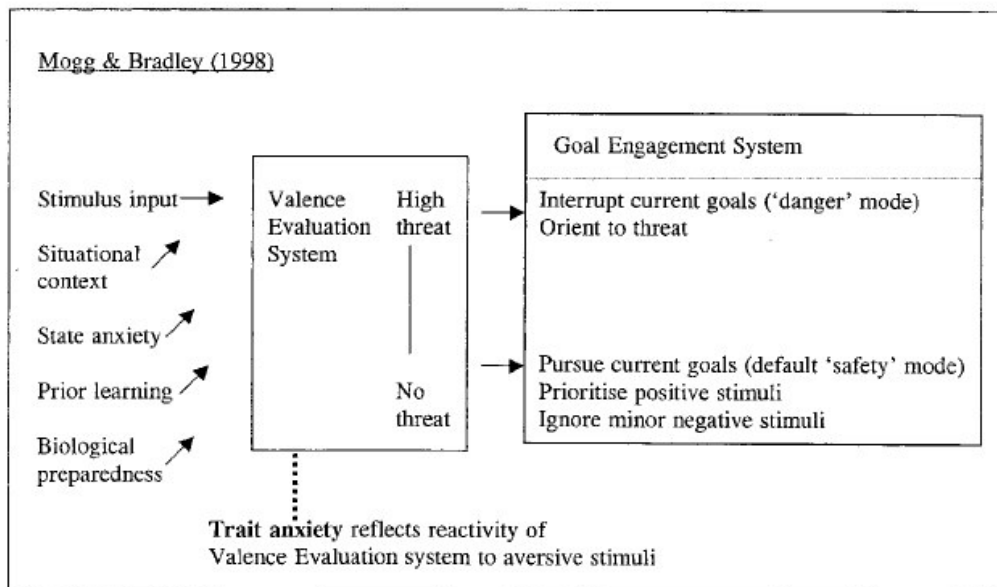 Mogg & Bradley (1998)
Goal Engagement System
Stimulus input
Situational
context
State anxiety
Prior learning
Biological
preparedness
Valence
Evaluation
System
High
threat
No
threat
Interrupt current goals (‘danger’ mode)
Orient to threat
Pursue current goals (default ‘safety’ mode)
Prioritise positive stimuli
Ignore minor negative stimuli
Trait anxiety reflects reactivity of
Valence Evaluation system to aversive stimuli